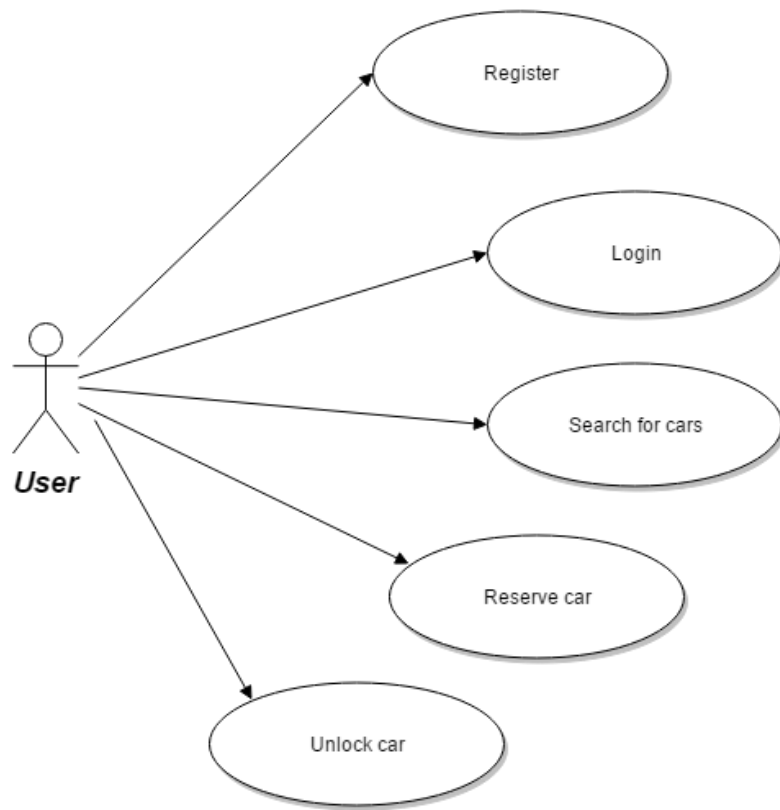 Register
Login
Search for cars
User
Reserve car
Unlock car